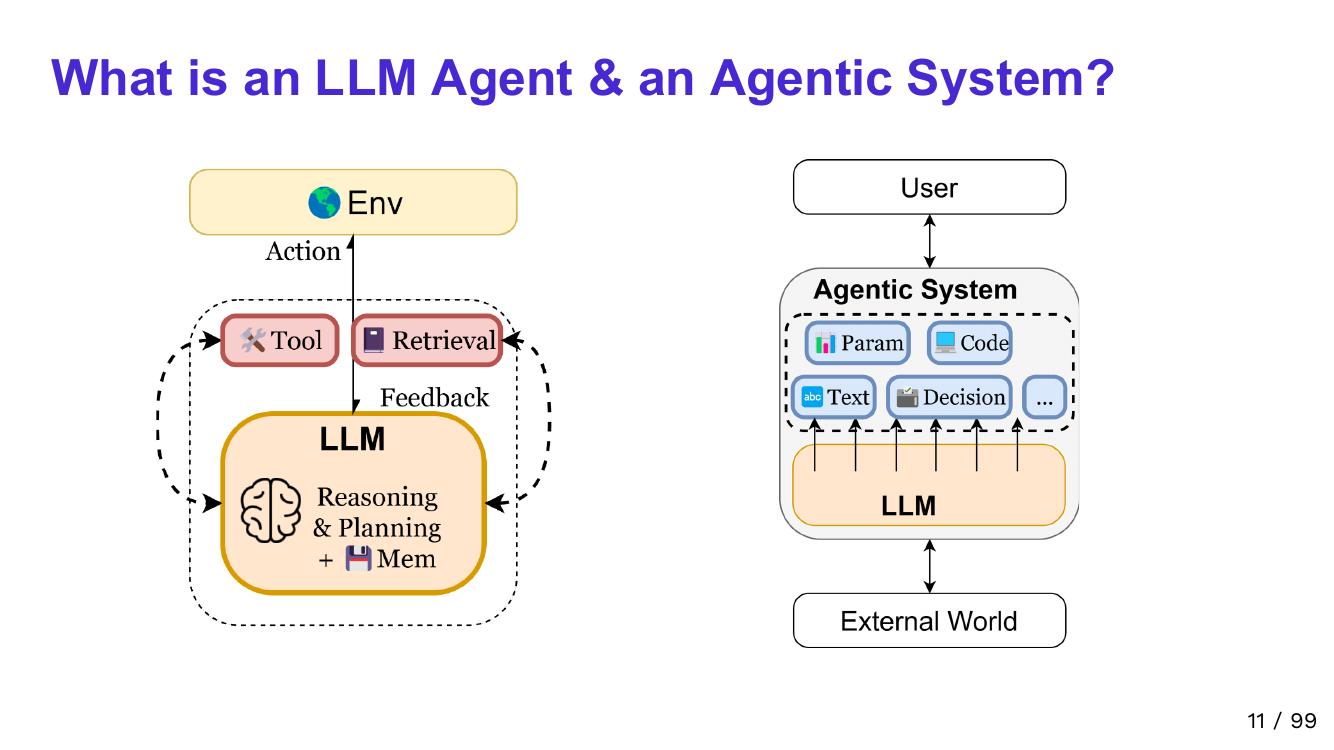 What is an LLM Agent & an Agentic System?
Env
Action
Tool
Retrieval
Feedback
LLM
Reasoning
& Planning
+ Mem
User
Agentic System
Param
Code
abc Text
Decision
...
LLM
External World
11 / 99